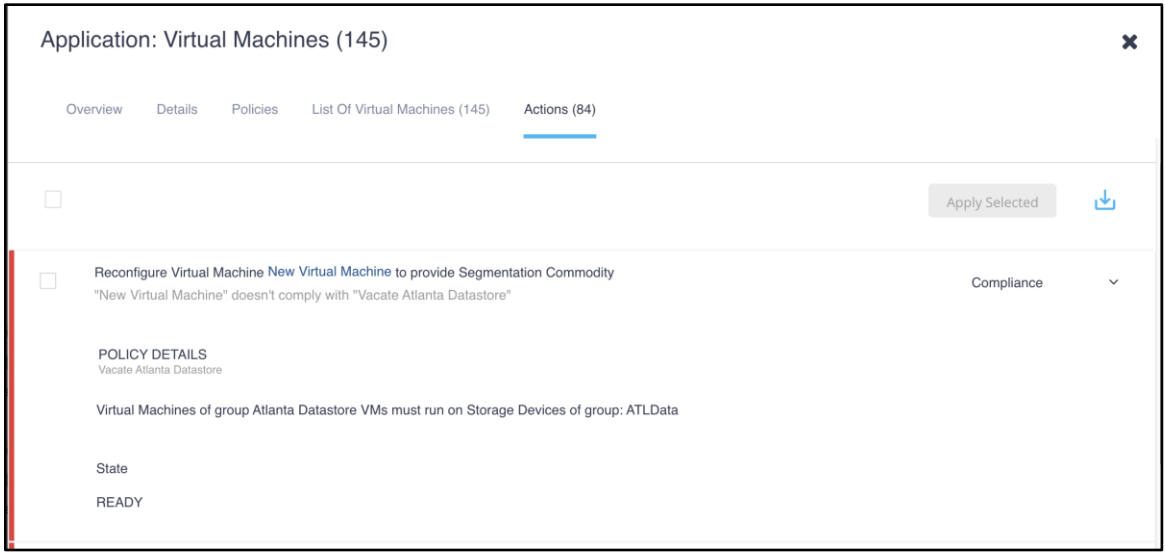 Application: Virtual Machines (145)
Overview Details Policies List Of Virtual Machines (145) Actions (84)
Apply Selected
Reconfigure Virtual Machine New Virtual Machine to provide Segmentation Commodity
"New Virtual Machine" doesn't comply with "Vacate Atlanta Datastore"
Compliance
POLICY DETAILS
Vacate Atlanta Datastore
Virtual Machines of group Atlanta Datastore VMs must run on Storage Devices of group: ATLData
State
READY